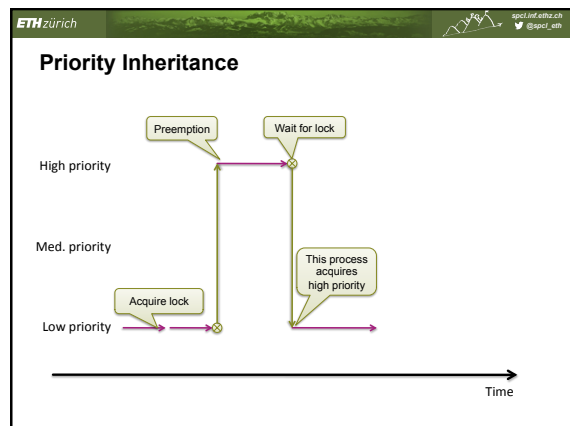 ETH zürich
spcl.inf.ethz.ch
@spcl_eth
Priority Inheritance
Preemption
Wait for lock
High priority
Med. priority
This process
acquires
high priority
Acquire lock
Low priority
Time